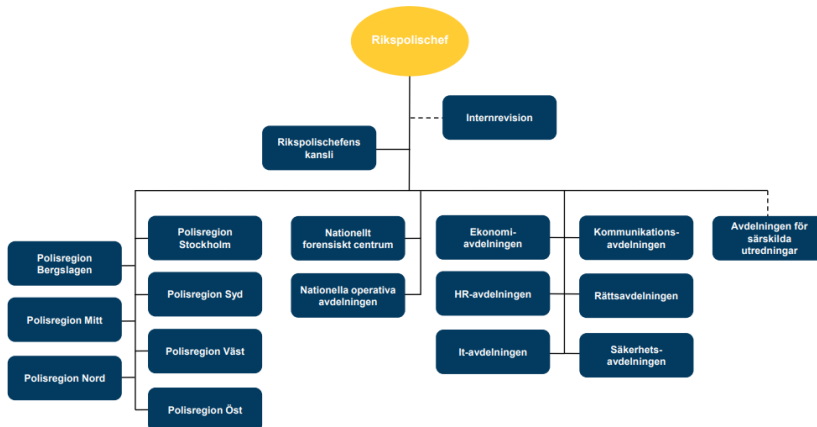 Rikspolischef
Internrevision
Rikspolischefens
kansli
Polisregion
Bergslagen
Polisregion Mitt
Polisregion Nord
Polisregion
Stockholm
Polisregion Syd
Polisregion Väst
Polisregion Öst
Nationellt
forensiskt centrum
Nationella operativa
avdelningen
Ekonomi-
avdelningen
HR-avdelningen
It-avdelningen
Kommunikations-
avdelningen
Rättsavdelningen
Säkerhets-
avdelningen
Avdelningen för
särskilda
utredningar